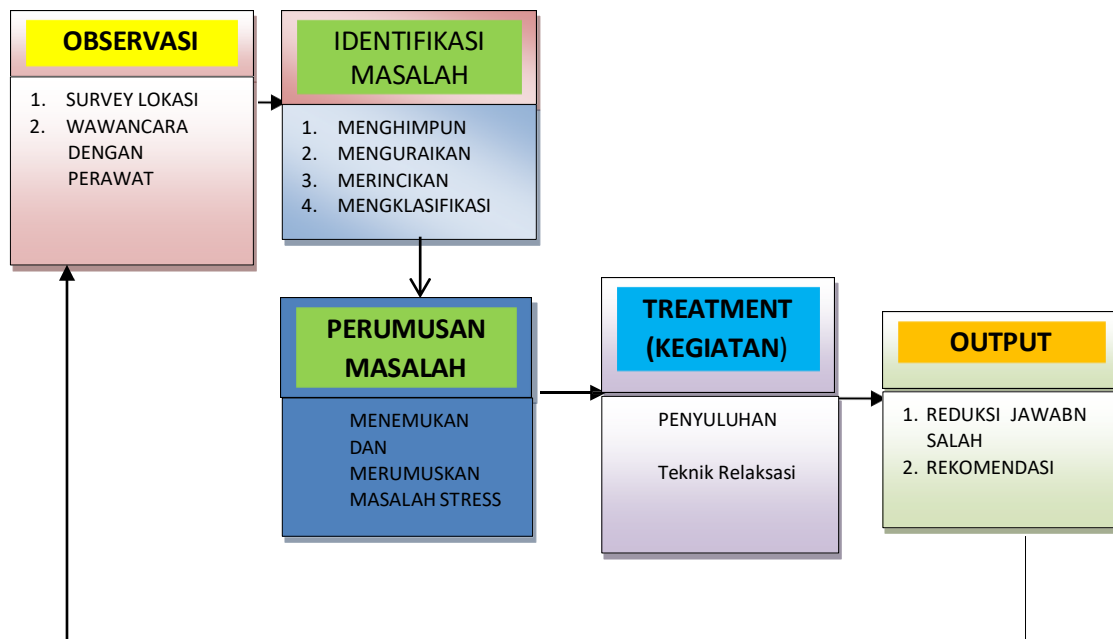 OBSERVASI
1. SURVEY LOKASI
2. WAWANCARA
DENGAN
PERAWAT
IDENTIFIKASI
MASALAH
1. MENGHIMPUN
2. MENGURAIKAN
3. MERINCIKAN
4. MENGKLASIFIKASI
PERUMUSAN
MASALAH
MENEMUKAN
DAN
MERUMUSKAN
MASALAH STRESS
TREATMENT
(KEGIATAN)
PENYULUHAN
Teknik Relaksasi
OUTPUT
1. REDUKSI JAWABN
SALAH
2. REKOMENDASI